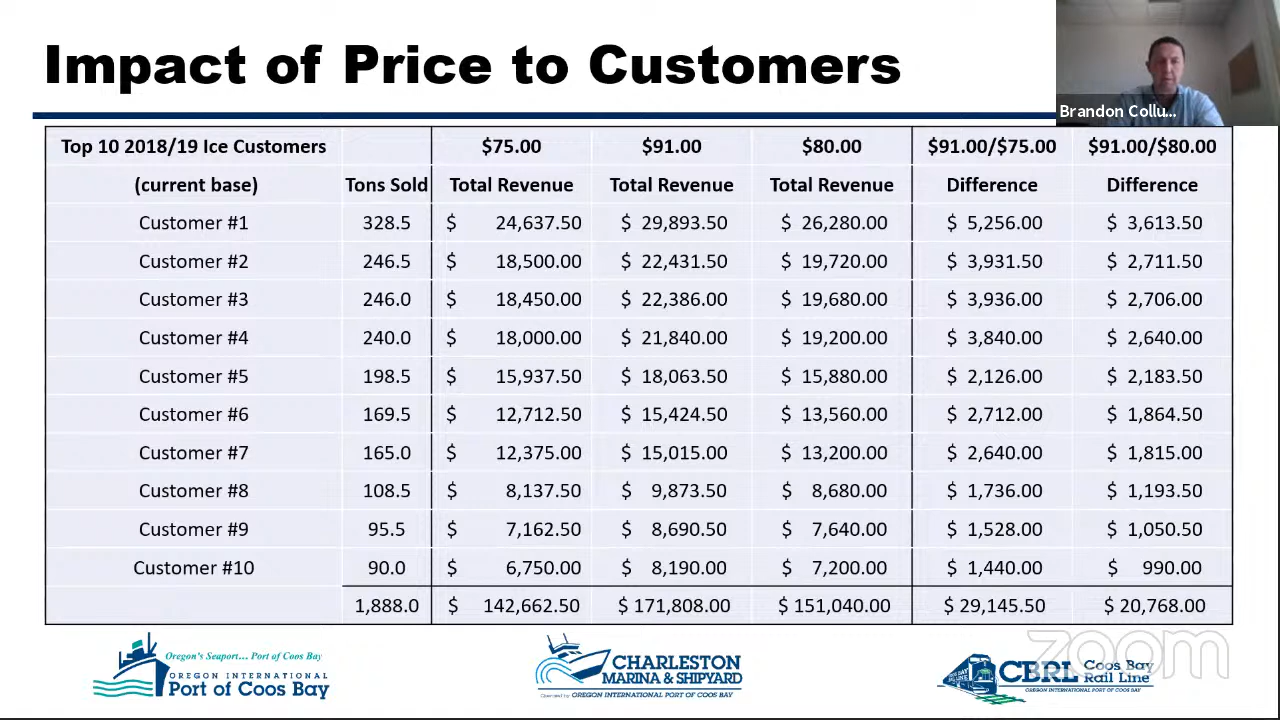 Impact of Price to Customers
Brandon Collu...
Top 10 2018/19 Ice Customers $75.00 $91.00 $80.00 $91.00/$75.00 $91.00/$80.00
(current base) Tons Sold Total Revenue Total Revenue Total Revenue Difference Difference
Customer #1 328.5 $ 24,637.50 $ 29,893.50 $ 26,280.00 $ 5,256.00 $ 3,613.50
Customer #2 246.5 $ 18,500.00 $ 22,431.50 $ 19,720.00 $ 3,931.50 $ 2,711.50
Customer #3 246.0 $ 18,450.00 $ 22,386.00 $ 19,680.00 $ 3,936.00 $ 2,706.00
Customer #4 240.0 $ 18,000.00 $ 21,840.00 $ 19,200.00 $ 3,840.00 $ 2,640.00
Customer #5 198.5 $ 15,937.50 $ 18,063.50 $ 15,880.00 $ 2,126.00 $ 2,183.50
Customer #6 169.5 $ 12,712.50 $ 15,424.50 $ 13,560.00 $ 2,712.00 $ 1,864.50
Customer #7 165.0 $ 12,375.00 $ 15,015.00 $ 13,200.00 $ 2,640.00 $ 1,815.00
Customer #8 108.5 $ 8,137.50 $ 9,873.50 $ 8,680.00 $ 1,736.00 $ 1,193.50
Customer #9 95.5 $ 7,162.50 $ 8,690.50 $ 7,640.00 $ 1,528.00 $ 1,050.50
Customer #10 90.0 $ 6,750.00 $ 8,190.00 $ 7,200.00 $ 1,440.00 $ 990.00
1,888.0 $ 142,662.50 $ 171,808.00 $ 151,040.00 $ 29,145.50 $ 20,768.00
Oregon's Seaport... Port of Coos Bay
OREGON INTERNATIONAL
Port of Coos Bay
CHARLESTON
MARINA & SHIPYARD
Operated by OREGON INTERNATIONAL PORT OF COOS BAY
CBRL Coos Bay
Rail Line
OREGON INTERNATIONAL PORT OF COOS BAY
zoom